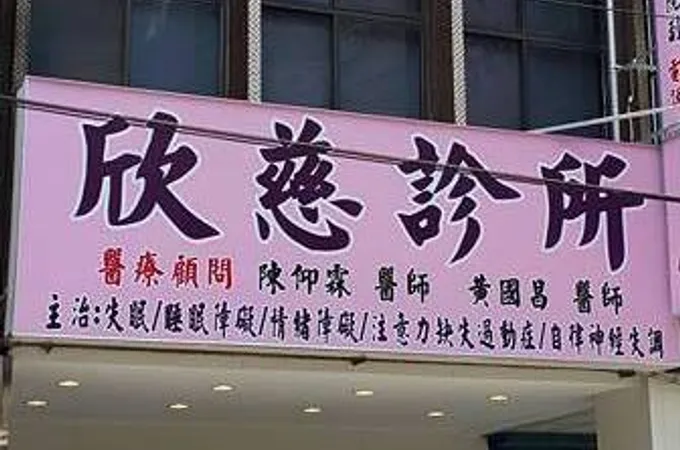 欣慈診所
醫療顧問 陳仰霖 醫師 黃國昌 醫師
主治:失眠/睡眠障礙/情緒障礙/注意力缺失過動症/自律神經失調